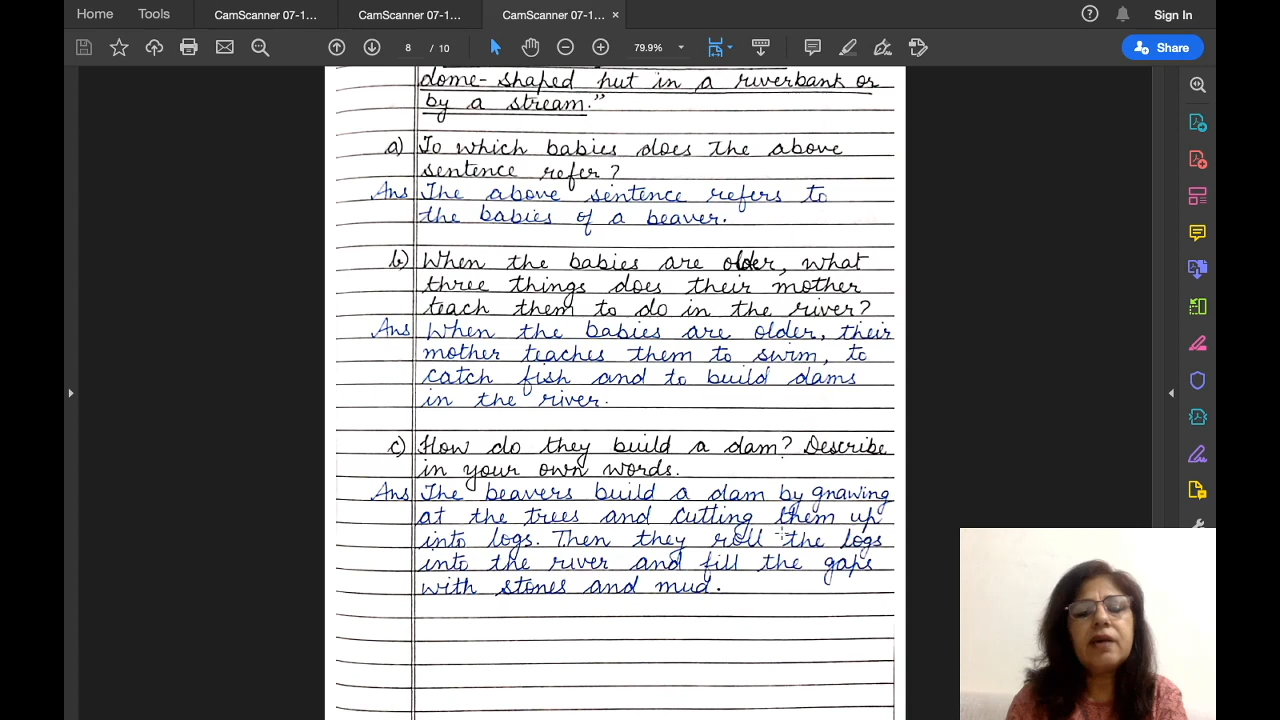 Home Tools CamScanner 07-1... CamScanner 07-1... CamScanner 07-1... × Sign In
8 / 10 79.9% Share
dome-shaped hut in a riverbank or
by a stream."
a) To which babies does the above
sentence refer?
Ans The above sentence refers to
the babies of a beaver.
b) When the babies are older, what
three things does their mother
teach them to do in the river?
Ans When the babies are older, their
mother teaches them to swim, to
catch fish and to build dams
in the river.
c) How do they build a dam? Describe
in your own words.
Ans The beavers build a dam by gnawing
at the trees and cutting them up
into logs. Then they roll the logs
into the river and fill the gaps
with stones and mud.